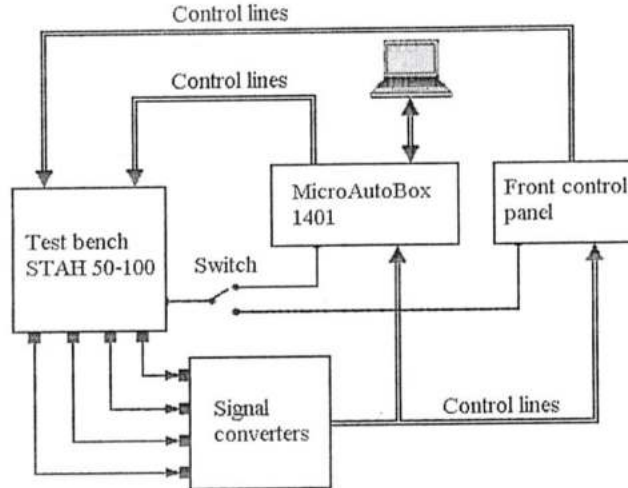 Control lines
Control lines
MicroAutoBox
1401
Front control
panel
Test bench
STAH 50-100
Switch
Signal
converters
Control lines